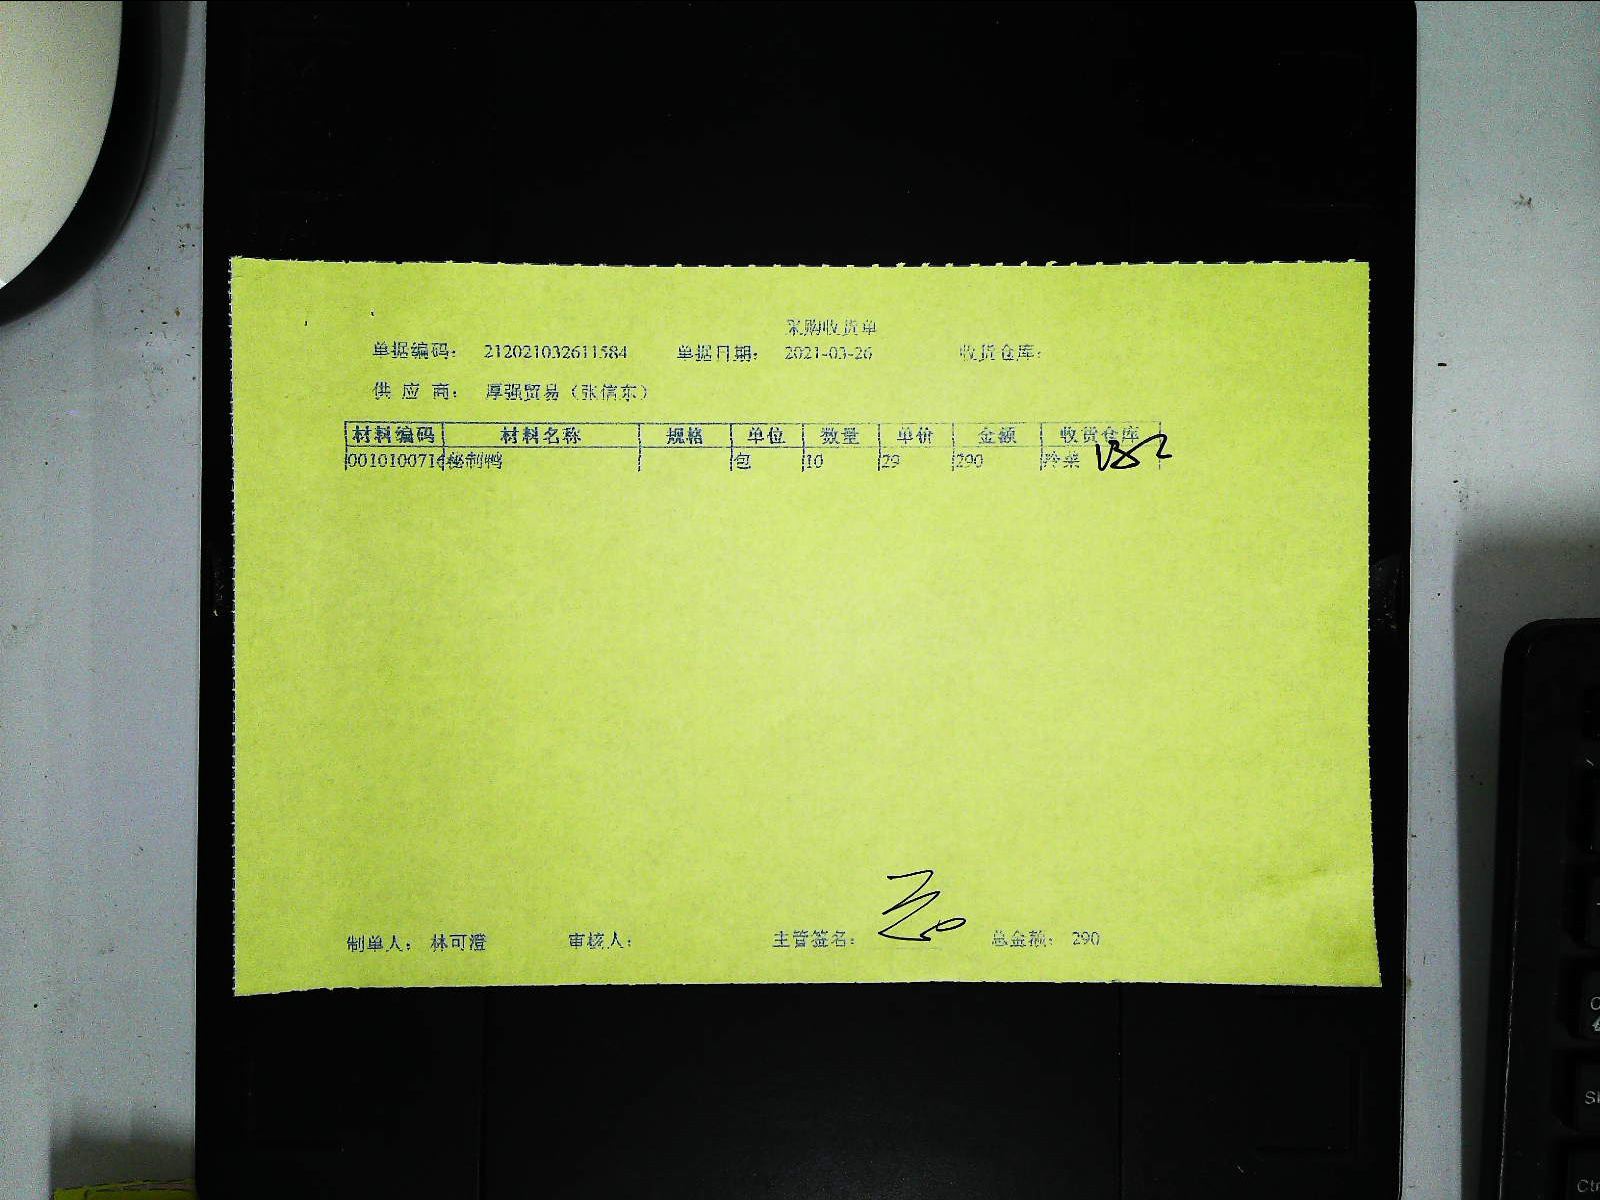 采购收货单
单据编码： 212021032611584 单据日期： 2021-03-26 收货仓库：
供应商： 厚强贸易（张信东）
材料编码 材料名称 规格 单位 数量 单价 金额 收货仓库
0010100716 秘制鸭 包 10 29 290 冷菜
制单人： 林可澄 审核人： 主管签名： 总金额： 290